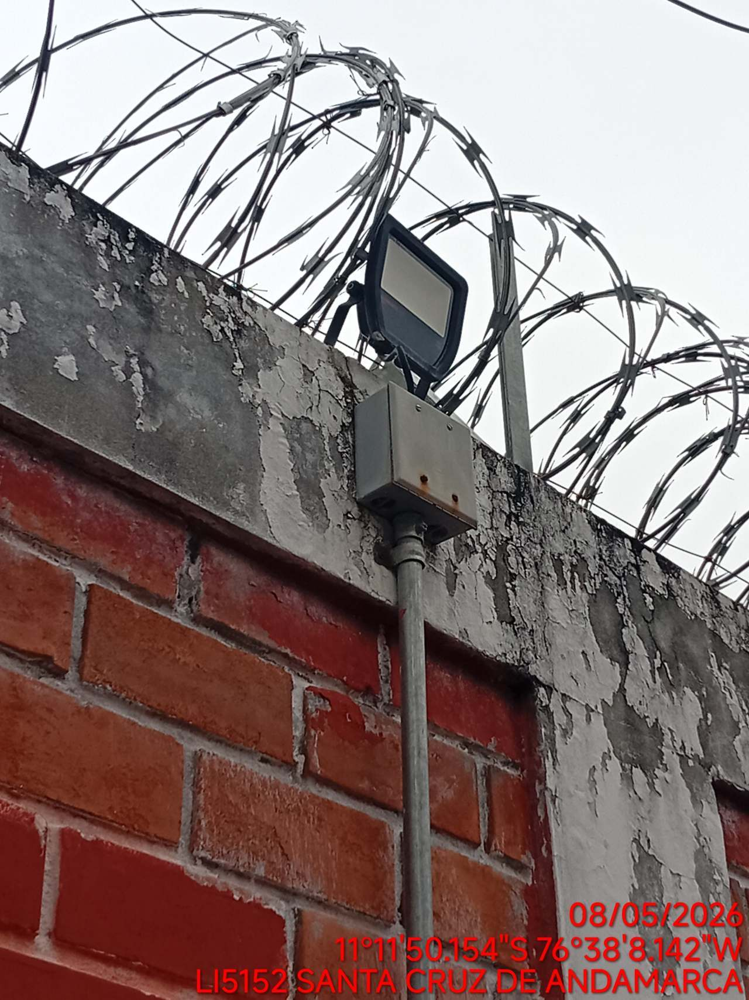 08/05/2026
11°11'50.154"S 76°38'8.142"W
LI5152 SANTA CRUZ DE ANDAMARCA